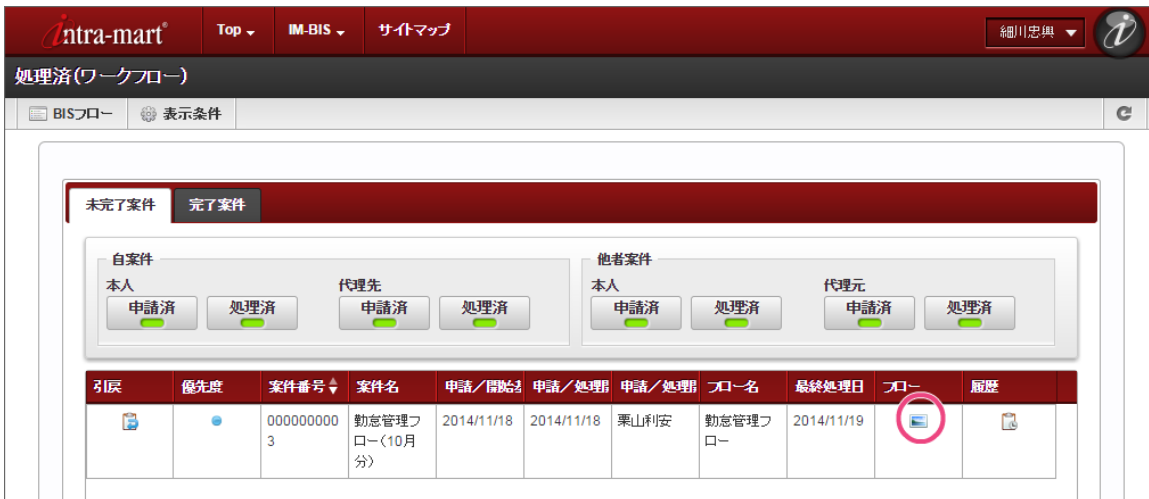 intra-mart® Top IM-BIS サイトマップ 細川忠興
処理済(ワークフロー)
BISフロー 表示条件
未完了案件 完了案件
自案件 他者案件
本人 代理先 本人 代理元
申請済 処理済 申請済 処理済 申請済 処理済 申請済 処理済
引戻 優先度 案件番号 案件名 申請/開始 申請/処理 申請/処理 フロー名 最終処理日 フロー 履歴
000000000 勤怠管理フ 2014/11/18 2014/11/18 栗山利安 勤怠管理フ 2014/11/19
3 ロー(10月 ロー
分)